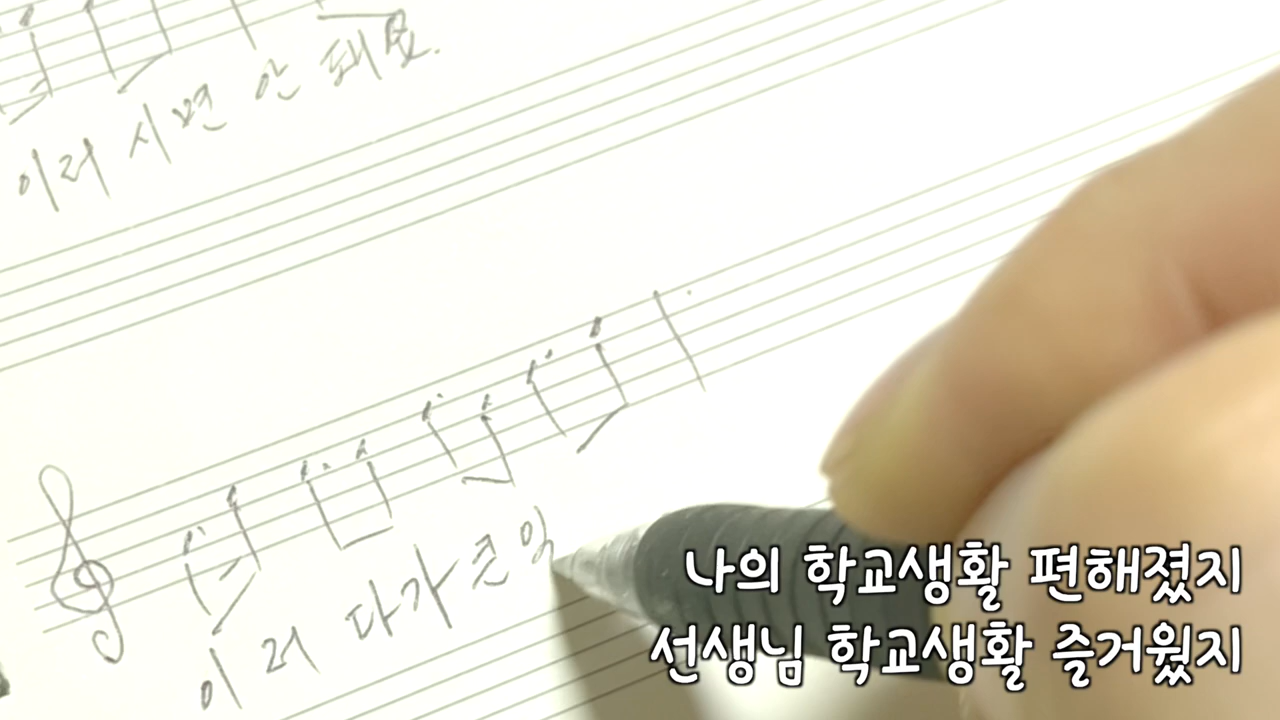 이러 시면 안 돼요.
이 러 다가 큰 일
나의 학교생활 편해졌지
선생님 학교생활 즐거웠지